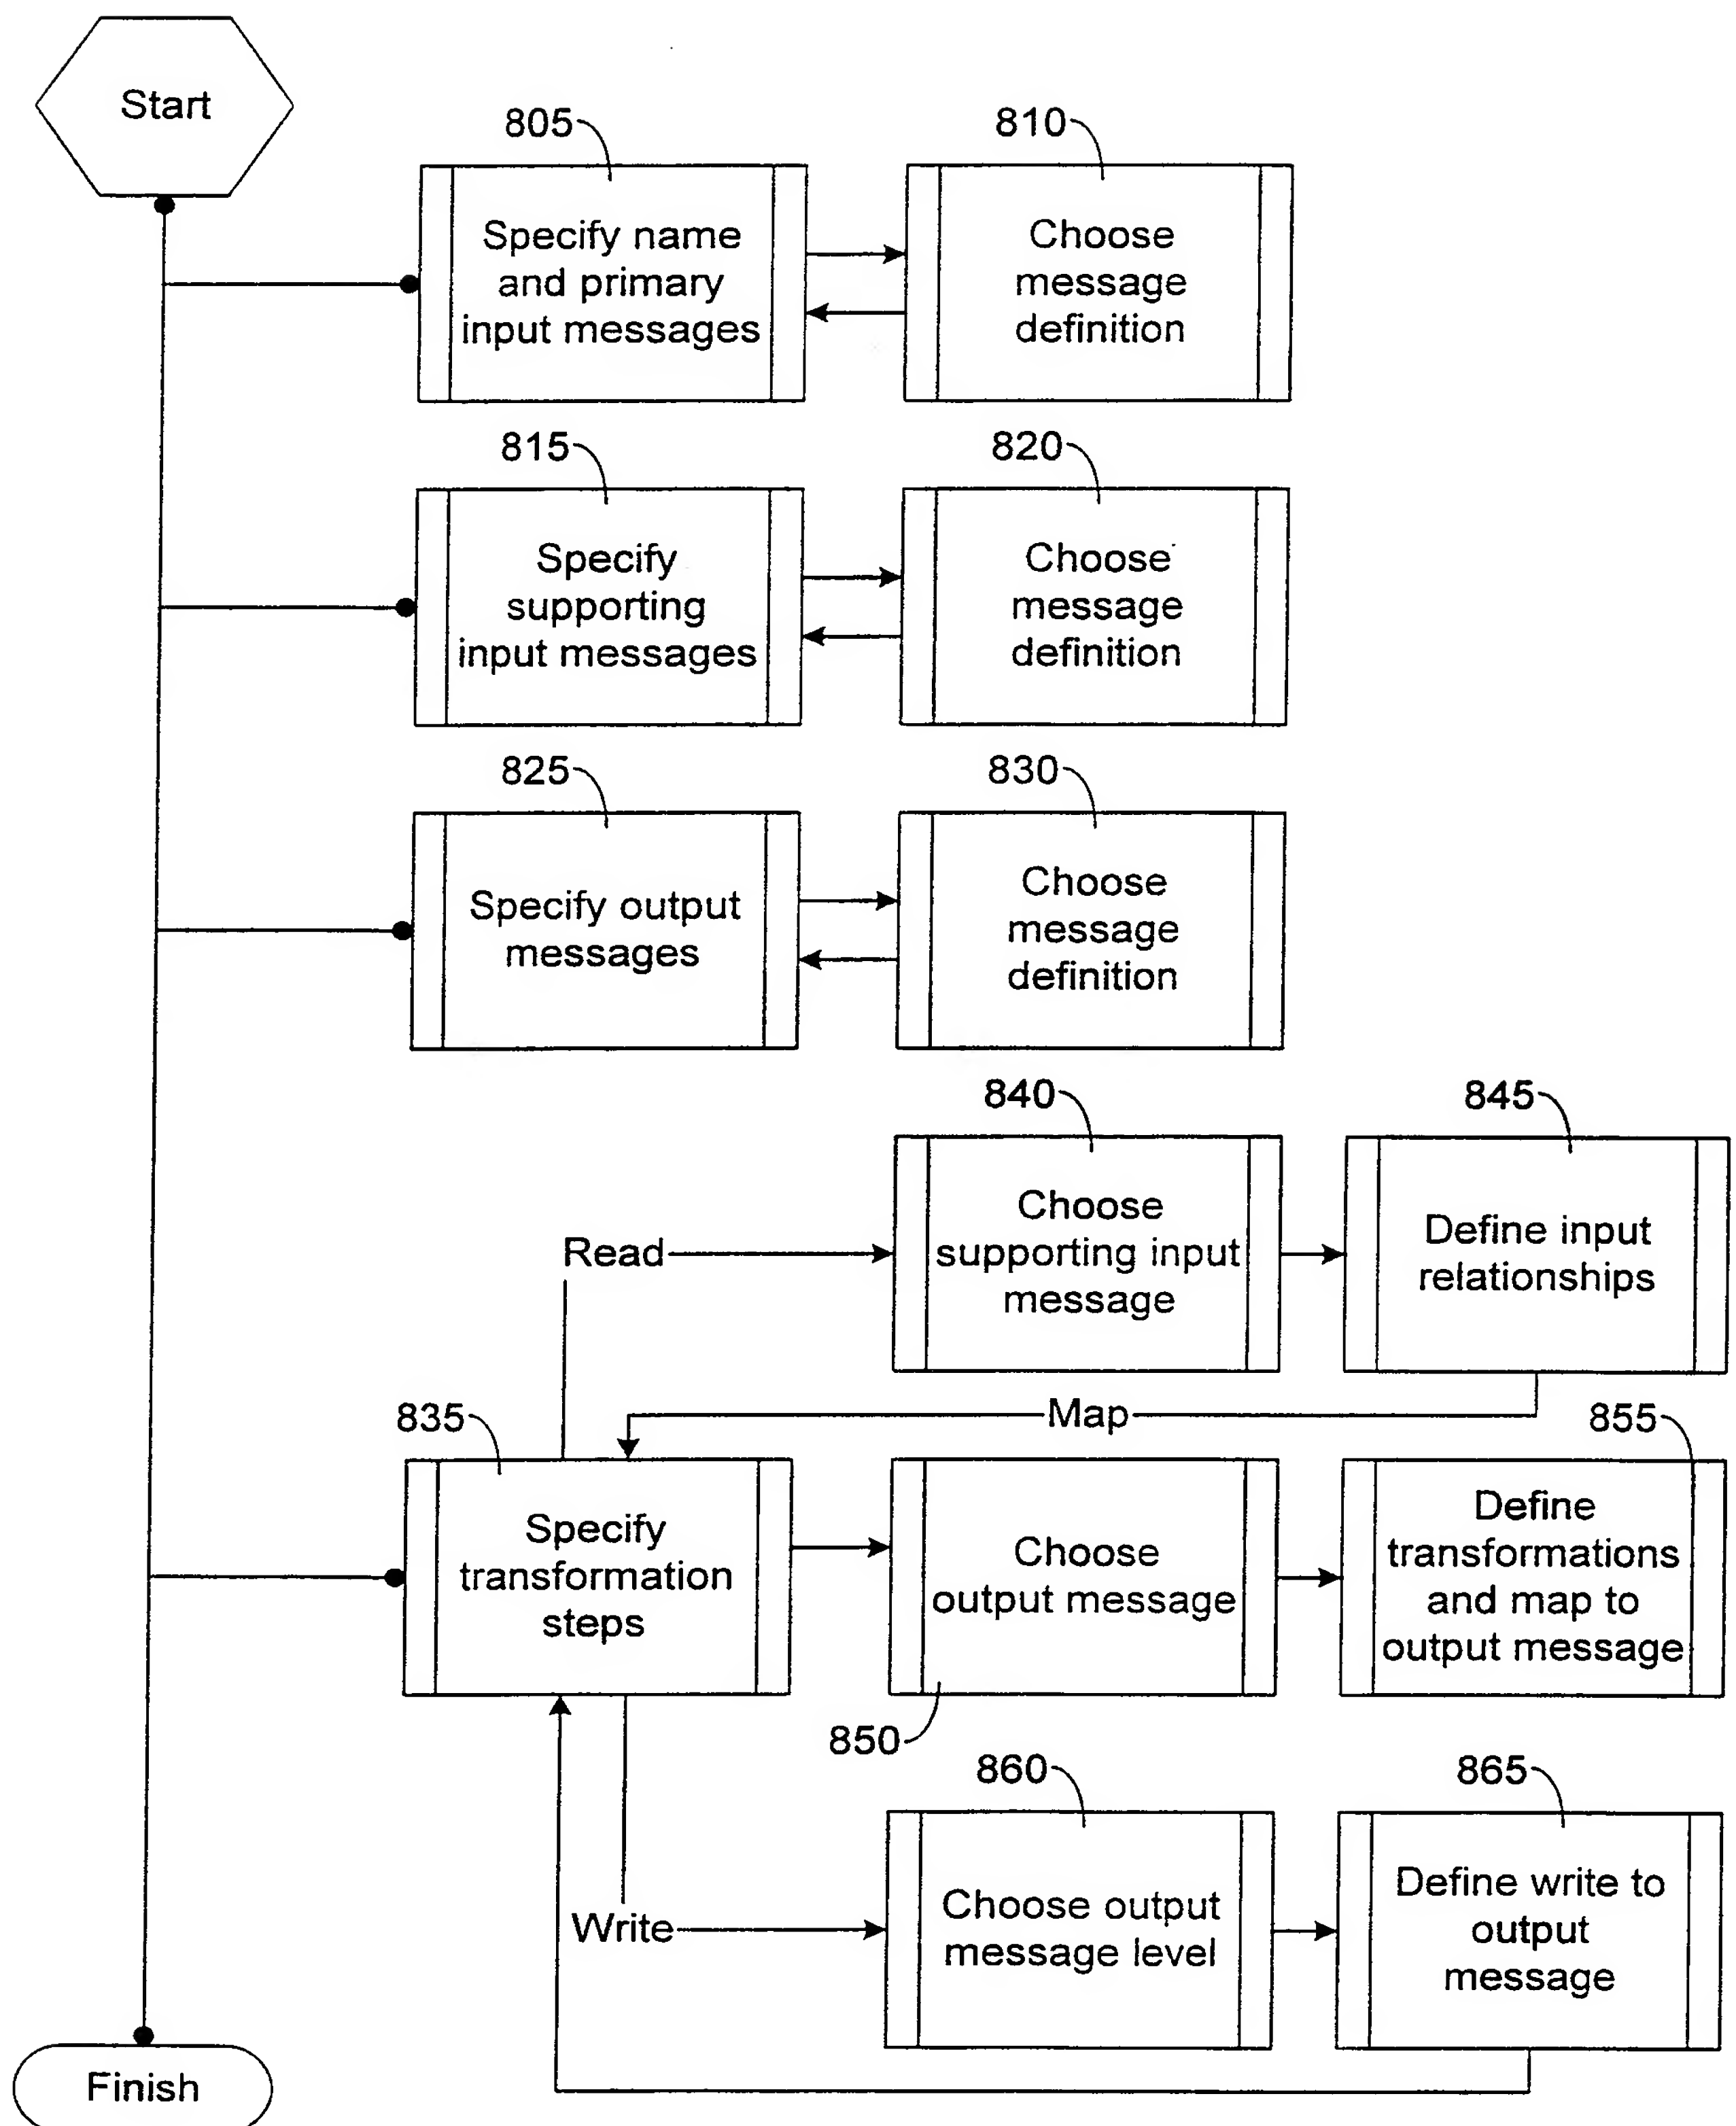 Start
805
810
Specify name
and primary
input messages
Choose
message
definition
815
820
Specify
supporting
input messages
Choose
message
definition
825
830
Specify output
messages
Choose
message
definition
840
845
Choose
supporting input
message
Define input
relationships
Read
Map
835
855
Specify
transformation
steps
Choose
output message
Define
transformations
and map to
output message
850
860
865
Write
Choose output
message level
Define write to
output
message
Finish